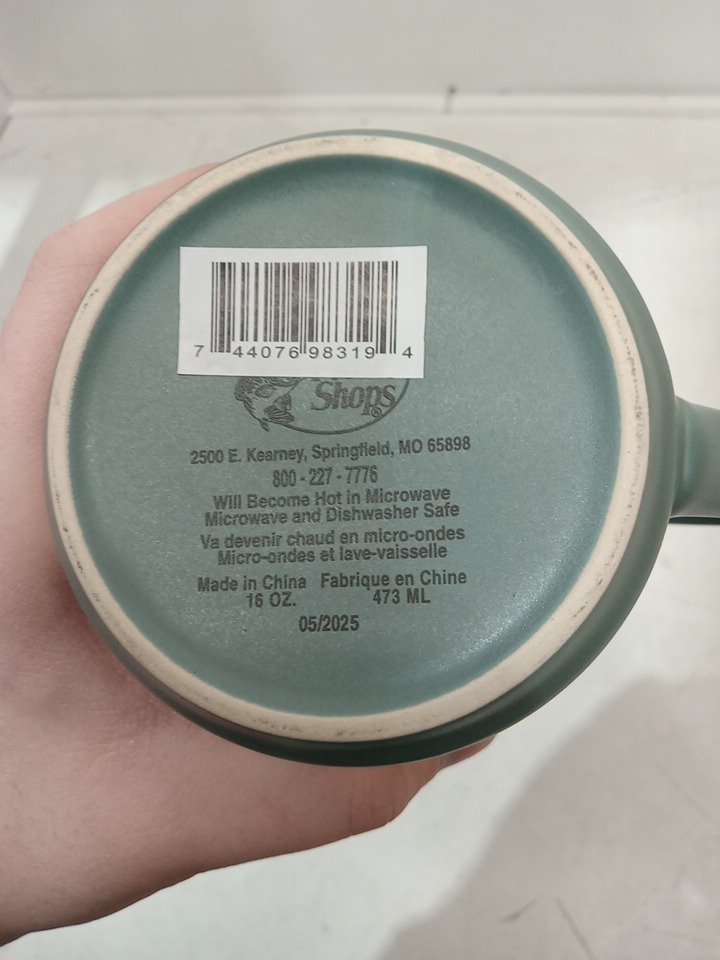 7 44076 98319 4
Shops®
2500 E. Kearney, Springfield, MO 65898
800 - 227 - 7776
Will Become Hot in Microwave
Microwave and Dishwasher Safe
Va devenir chaud en micro-ondes
Micro-ondes et lave-vaisselle
Made in China Fabrique en Chine
16 OZ. 473 ML
05/2025